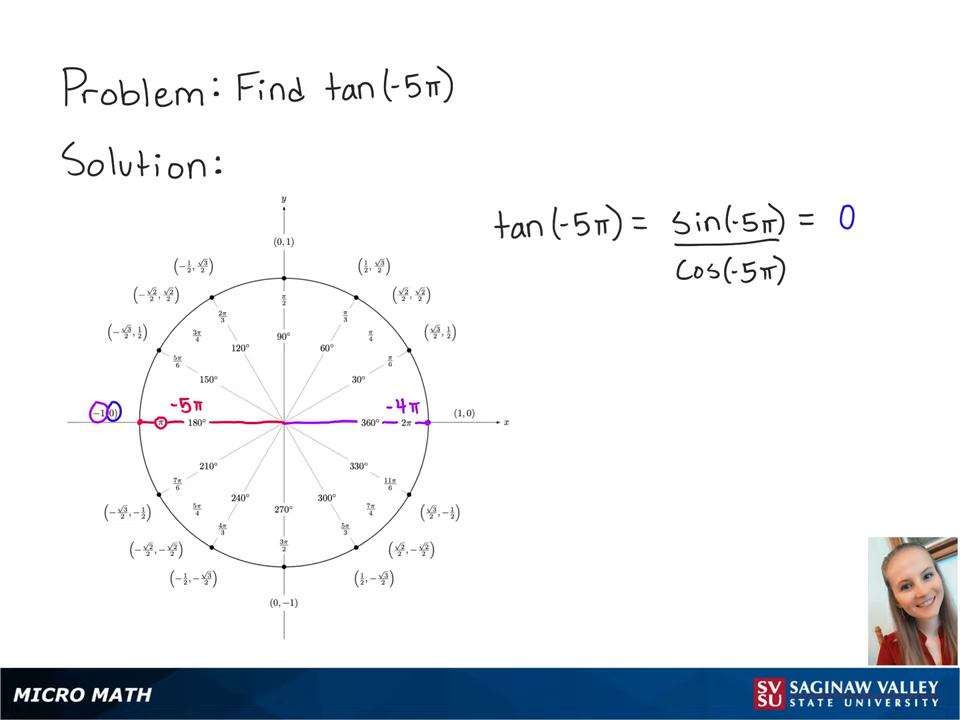 Problem: Find tan(-5π)
Solution:
tan(-5π) = sin(-5π)/cos(-5π) = 0
y
(0, 1)
(-1/2, √3/2)
(1/2, √3/2)
(-√2/2, √2/2)
(√2/2, √2/2)
(-√3/2, 1/2)
(√3/2, 1/2)
π/2
2π/3
π/3
3π/4
π/4
5π/6
π/6
90°
120°
60°
150°
30°
-5π
-4π
(-1, 0)
π
180°
360°
2π
(1, 0)
x
210°
330°
7π/6
11π/6
240°
300°
270°
5π/4
7π/4
4π/3
5π/3
3π/2
(-√3/2, -1/2)
(√3/2, -1/2)
(-√2/2, -√2/2)
(√2/2, -√2/2)
(-1/2, -√3/2)
(1/2, -√3/2)
(0, -1)
MICRO MATH
SV
SU
SAGINAW VALLEY
STATE UNIVERSITY